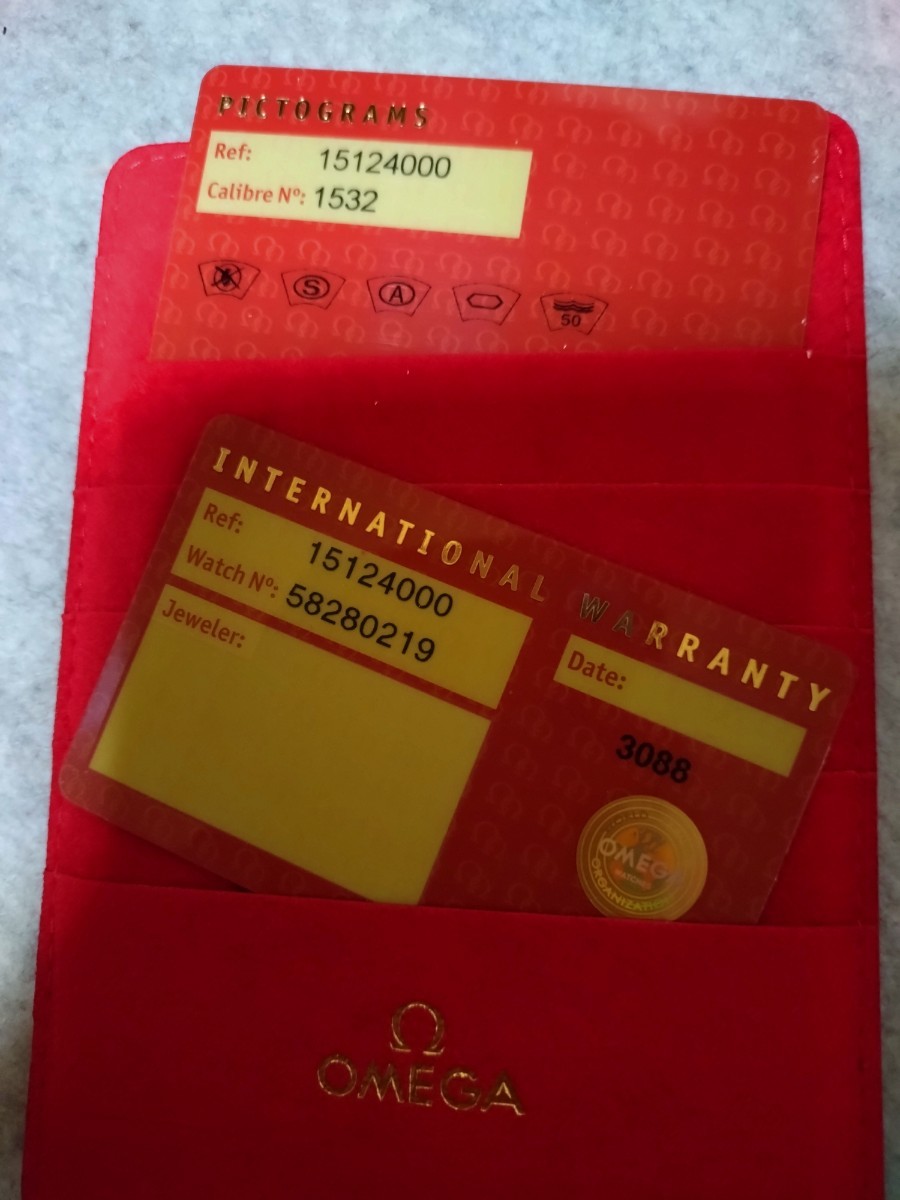 PICTOGRAMS
Ref: 15124000
Calibre Nº: 1532
S
A
50
INTERNATIONAL WARRANTY
Ref: 15124000
Watch Nº: 58280219
Jeweler:
Date:
3088
OMEGA
ORGANIZATION
Ω
OMEGA